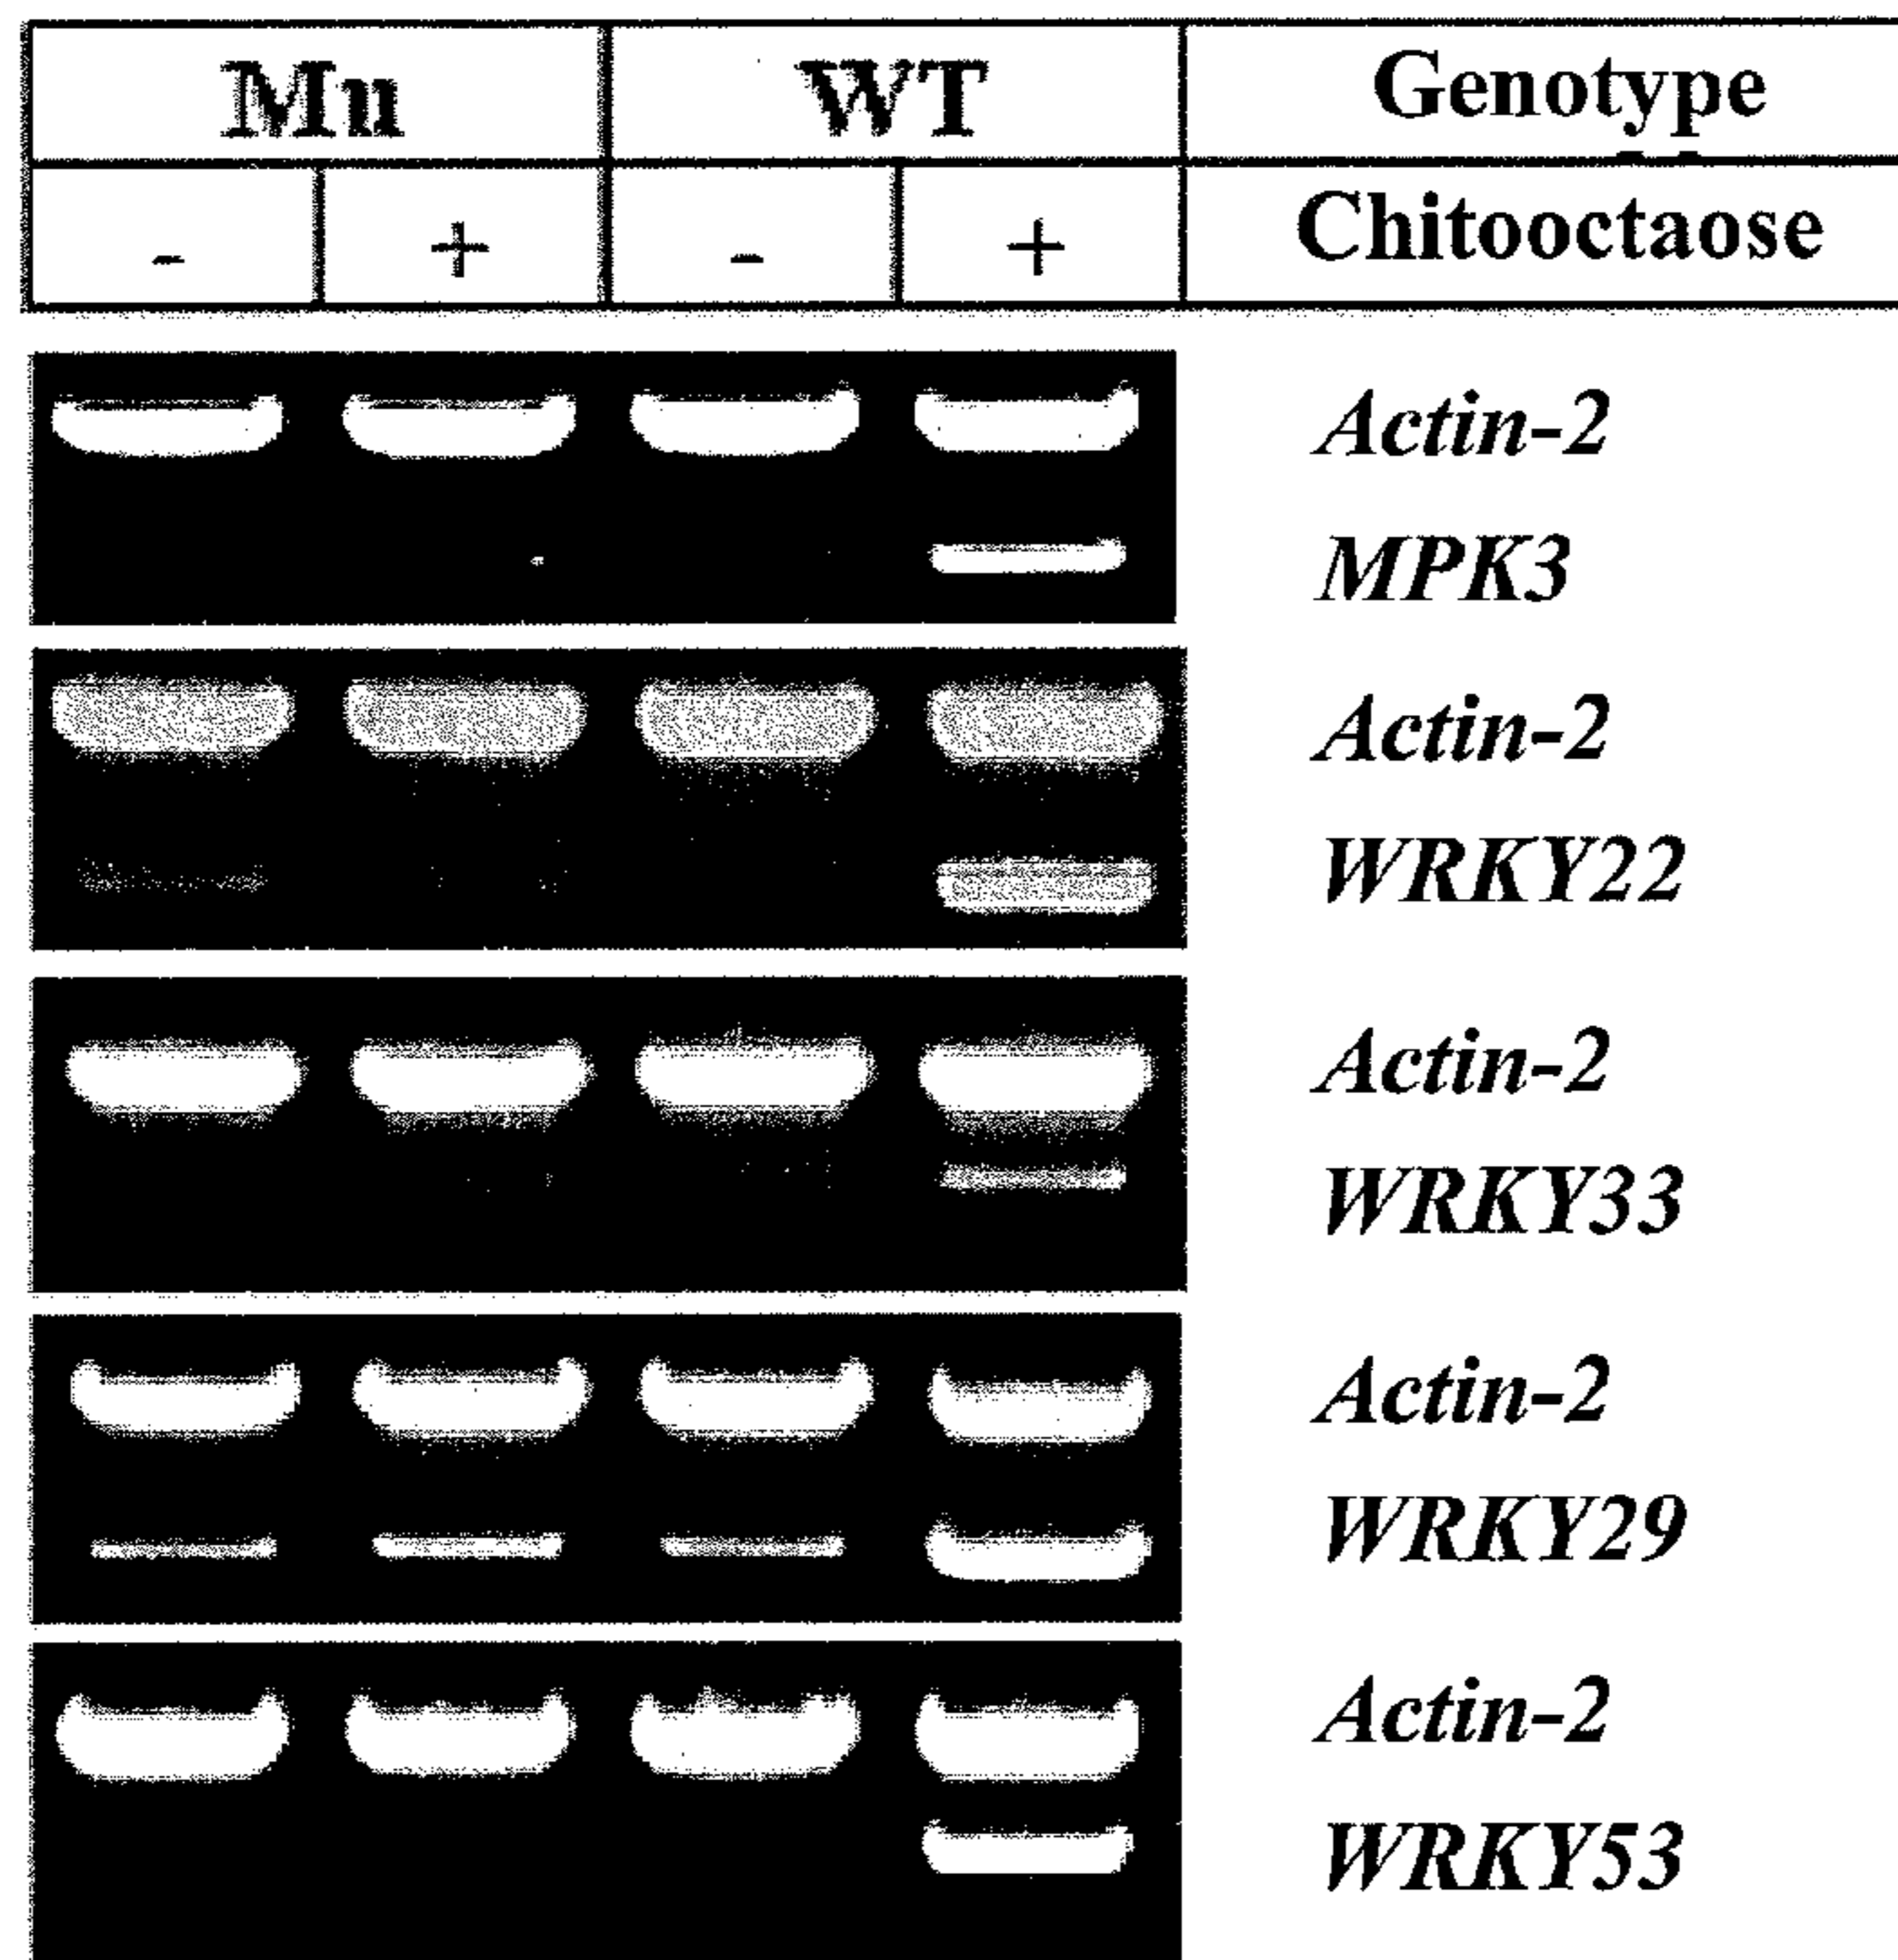 Mu WT Genotype
- + - + Chitooctaose
Actin-2
MPK3
Actin-2
WRKY22
Actin-2
WRKY33
Actin-2
WRKY29
Actin-2
WRKY53